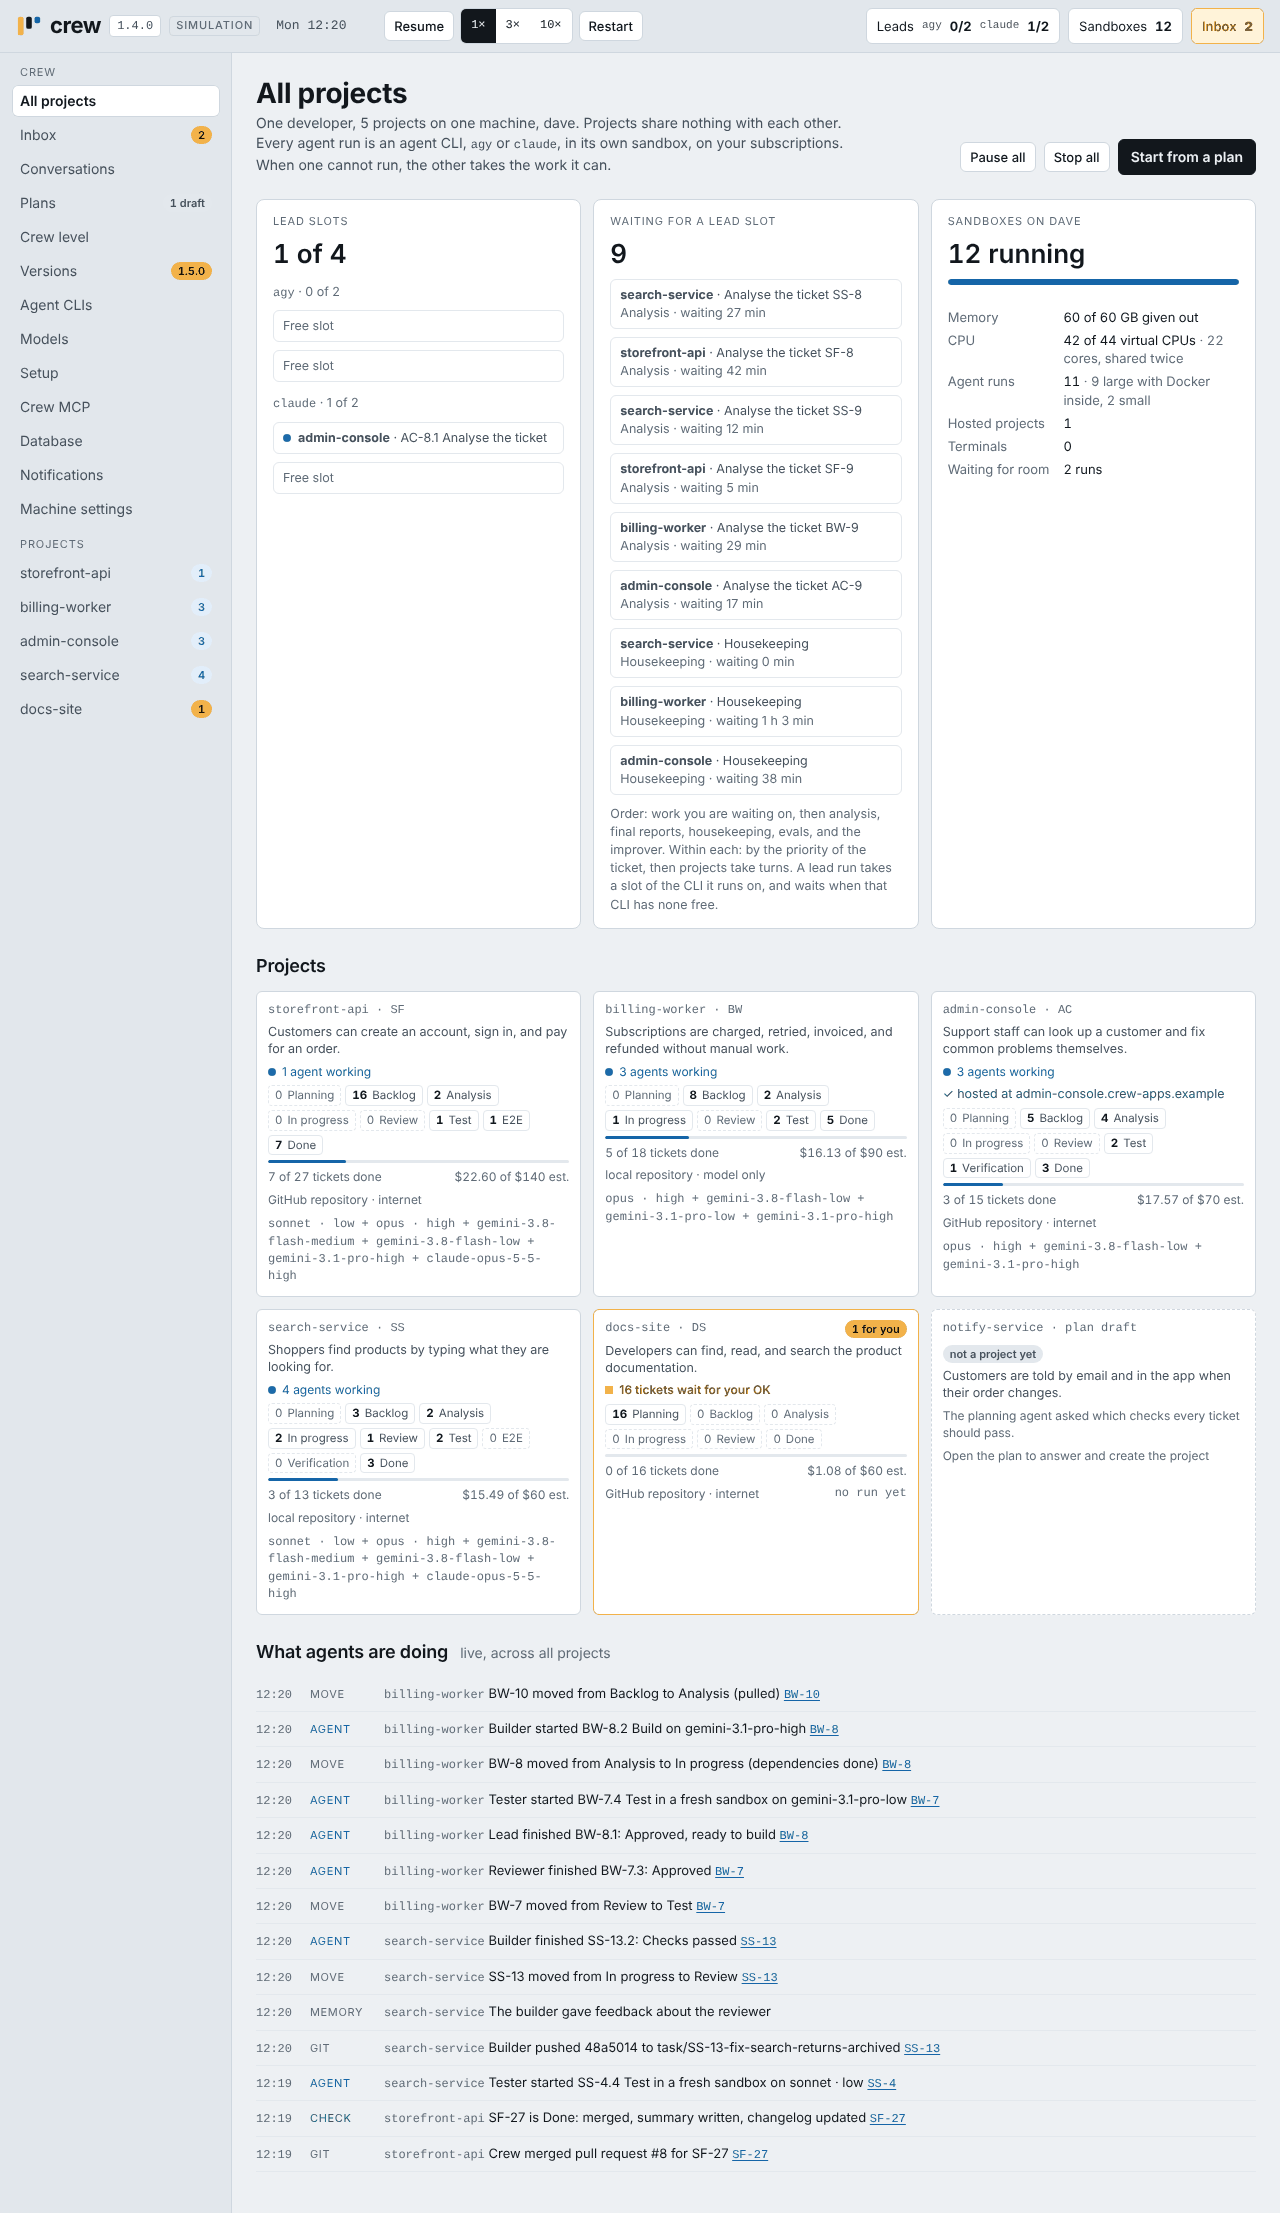 crew 1.4.0 SIMULATION Mon 12:20 Resume 1× 3× 10× Restart Leads agy 0/2 claude 1/2 Sandboxes 12 Inbox 2
CREW
All projects
Inbox 2
Conversations
Plans 1 draft
Crew level
Versions 1.5.0
Agent CLIs
Models
Setup
Crew MCP
Database
Notifications
Machine settings
PROJECTS
storefront-api 1
billing-worker 3
admin-console 3
search-service 4
docs-site 1
All projects
One developer, 5 projects on one machine, dave. Projects share nothing with each other.
Every agent run is an agent CLI, agy or claude, in its own sandbox, on your subscriptions.
When one cannot run, the other takes the work it can.
Pause all Stop all Start from a plan
LEAD SLOTS
1 of 4
agy · 0 of 2
Free slot
Free slot
claude · 1 of 2
admin-console · AC-8.1 Analyse the ticket
Free slot
WAITING FOR A LEAD SLOT
9
search-service · Analyse the ticket SS-8
Analysis · waiting 27 min
storefront-api · Analyse the ticket SF-8
Analysis · waiting 42 min
search-service · Analyse the ticket SS-9
Analysis · waiting 12 min
storefront-api · Analyse the ticket SF-9
Analysis · waiting 5 min
billing-worker · Analyse the ticket BW-9
Analysis · waiting 29 min
admin-console · Analyse the ticket AC-9
Analysis · waiting 17 min
search-service · Housekeeping
Housekeeping · waiting 0 min
billing-worker · Housekeeping
Housekeeping · waiting 1 h 3 min
admin-console · Housekeeping
Housekeeping · waiting 38 min
Order: work you are waiting on, then analysis,
final reports, housekeeping, evals, and the
improver. Within each: by the priority of the
ticket, then projects take turns. A lead run takes
a slot of the CLI it runs on, and waits when that
CLI has none free.
SANDBOXES ON DAVE
12 running
Memory 60 of 60 GB given out
CPU 42 of 44 virtual CPUs · 22
cores, shared twice
Agent runs 11 · 9 large with Docker
inside, 2 small
Hosted projects 1
Terminals 0
Waiting for room 2 runs
Projects
storefront-api · SF
Customers can create an account, sign in, and pay
for an order.
1 agent working
0 Planning 16 Backlog 2 Analysis
0 In progress 0 Review 1 Test 1 E2E
7 Done
7 of 27 tickets done $22.60 of $140 est.
GitHub repository · internet
sonnet · low + opus · high + gemini-3.8-
flash-medium + gemini-3.8-flash-low +
gemini-3.1-pro-high + claude-opus-5-5-
high
billing-worker · BW
Subscriptions are charged, retried, invoiced, and
refunded without manual work.
3 agents working
0 Planning 8 Backlog 2 Analysis
1 In progress 0 Review 2 Test 5 Done
5 of 18 tickets done $16.13 of $90 est.
local repository · model only
opus · high + gemini-3.8-flash-low +
gemini-3.1-pro-low + gemini-3.1-pro-high
admin-console · AC
Support staff can look up a customer and fix
common problems themselves.
3 agents working
✓ hosted at admin-console.crew-apps.example
0 Planning 5 Backlog 4 Analysis
0 In progress 0 Review 2 Test
1 Verification 3 Done
3 of 15 tickets done $17.57 of $70 est.
GitHub repository · internet
opus · high + gemini-3.8-flash-low +
gemini-3.1-pro-high
search-service · SS
Shoppers find products by typing what they are
looking for.
4 agents working
0 Planning 3 Backlog 2 Analysis
2 In progress 1 Review 2 Test 0 E2E
0 Verification 3 Done
3 of 13 tickets done $15.49 of $60 est.
local repository · internet
sonnet · low + opus · high + gemini-3.8-
flash-medium + gemini-3.8-flash-low +
gemini-3.1-pro-high + claude-opus-5-5-
high
docs-site · DS 1 for you
Developers can find, read, and search the product
documentation.
16 tickets wait for your OK
16 Planning 0 Backlog 0 Analysis
0 In progress 0 Review 0 Done
0 of 16 tickets done $1.08 of $60 est.
GitHub repository · internet no run yet
notify-service · plan draft
not a project yet
Customers are told by email and in the app when
their order changes.
The planning agent asked which checks every ticket
should pass.
Open the plan to answer and create the project
What agents are doing live, across all projects
12:20 MOVE billing-worker BW-10 moved from Backlog to Analysis (pulled) BW-10
12:20 AGENT billing-worker Builder started BW-8.2 Build on gemini-3.1-pro-high BW-8
12:20 MOVE billing-worker BW-8 moved from Analysis to In progress (dependencies done) BW-8
12:20 AGENT billing-worker Tester started BW-7.4 Test in a fresh sandbox on gemini-3.1-pro-low BW-7
12:20 AGENT billing-worker Lead finished BW-8.1: Approved, ready to build BW-8
12:20 AGENT billing-worker Reviewer finished BW-7.3: Approved BW-7
12:20 MOVE billing-worker BW-7 moved from Review to Test BW-7
12:20 AGENT search-service Builder finished SS-13.2: Checks passed SS-13
12:20 MOVE search-service SS-13 moved from In progress to Review SS-13
12:20 MEMORY search-service The builder gave feedback about the reviewer
12:20 GIT search-service Builder pushed 48a5014 to task/SS-13-fix-search-returns-archived SS-13
12:19 AGENT search-service Tester started SS-4.4 Test in a fresh sandbox on sonnet · low SS-4
12:19 CHECK storefront-api SF-27 is Done: merged, summary written, changelog updated SF-27
12:19 GIT storefront-api Crew merged pull request #8 for SF-27 SF-27